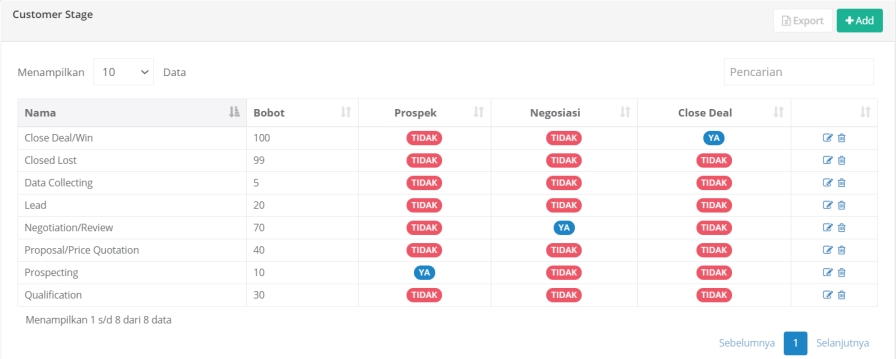 Customer Stage
Export
Add
Menampilkan 10 Data
Pencarian
Nama Bobot Prospek Negosiasi Close Deal
Close Deal/Win 100 TIDAK TIDAK YA
Closed Lost 99 TIDAK TIDAK TIDAK
Data Collecting 5 TIDAK TIDAK TIDAK
Lead 20 TIDAK TIDAK TIDAK
Negotiation/Review 70 TIDAK YA TIDAK
Proposal/Price Quotation 40 TIDAK TIDAK TIDAK
Prospecting 10 YA TIDAK TIDAK
Qualification 30 TIDAK TIDAK TIDAK
Menampilkan 1 s/d 8 dari 8 data
Sebelumnya 1 Selanjutnya